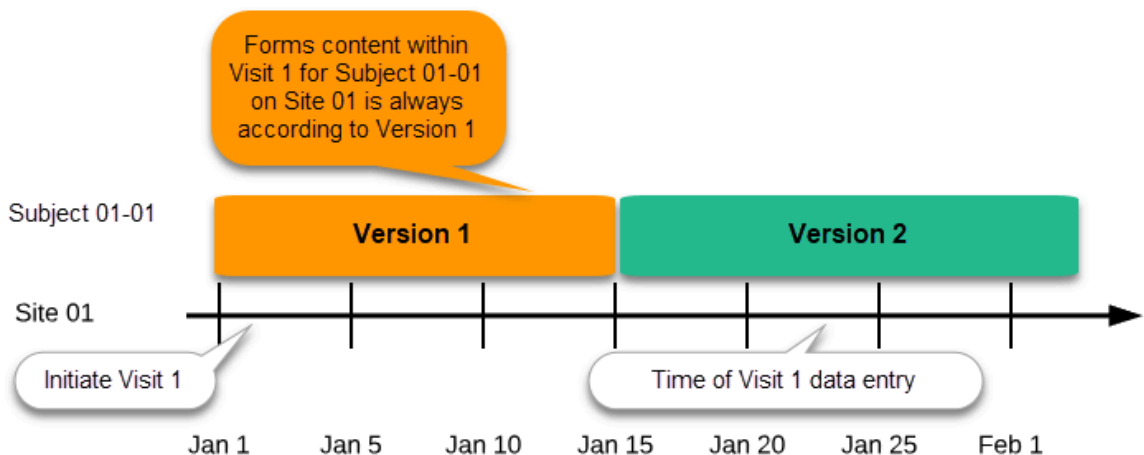 Forms content within
Visit 1 for Subject 01-01
on Site 01 is always
according to Version 1
Subject 01-01
Version 1
Version 2
Site 01
Initiate Visit 1
Time of Visit 1 data entry
Jan 1
Jan 5
Jan 10
Jan 15
Jan 20
Jan 25
Feb 1